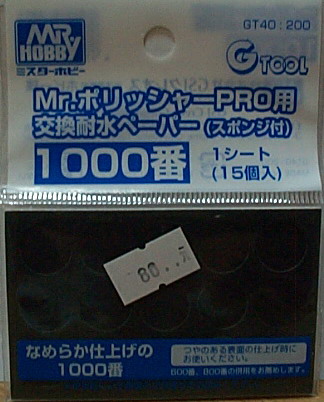 GT40:200
MR.
HOBBY
ミスターホビー
G TOOL
Mr.ポリッシャーPRO用
交換耐水ペーパー(スポンジ付)
1000番
1シート
(15個入)
80..元
なめらか仕上げの
1000番
つやのある表面の仕上げ時に
お使いください。
600番、800番の併用をお薦めします。